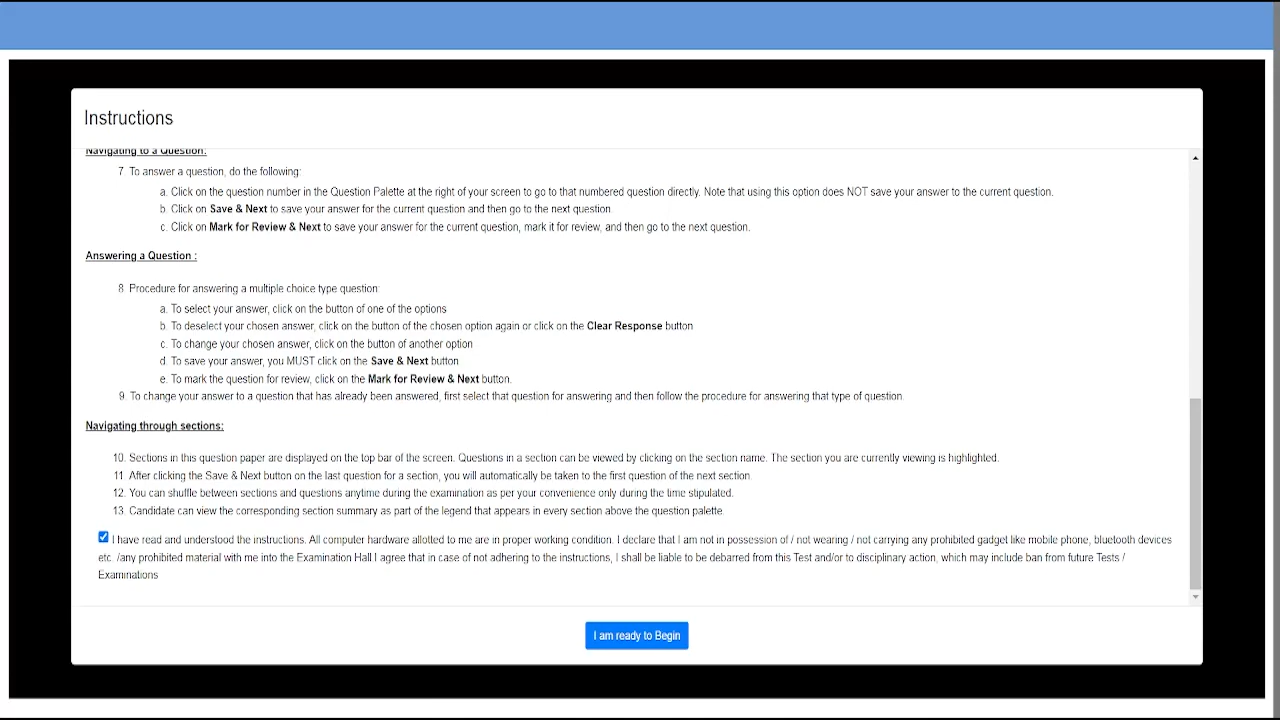 Instructions
Navigating to a Question:
7. To answer a question, do the following:
a. Click on the question number in the Question Palette at the right of your screen to go to that numbered question directly. Note that using this option does NOT save your answer to the current question.
b. Click on Save & Next to save your answer for the current question and then go to the next question.
c. Click on Mark for Review & Next to save your answer for the current question, mark it for review, and then go to the next question.
Answering a Question :
8. Procedure for answering a multiple choice type question:
a. To select your answer, click on the button of one of the options
b. To deselect your chosen answer, click on the button of the chosen option again or click on the Clear Response button
c. To change your chosen answer, click on the button of another option
d. To save your answer, you MUST click on the Save & Next button
e. To mark the question for review, click on the Mark for Review & Next button.
9. To change your answer to a question that has already been answered, first select that question for answering and then follow the procedure for answering that type of question.
Navigating through sections:
10. Sections in this question paper are displayed on the top bar of the screen. Questions in a section can be viewed by clicking on the section name. The section you are currently viewing is highlighted.
11. After clicking the Save & Next button on the last question for a section, you will automatically be taken to the first question of the next section.
12. You can shuffle between sections and questions anytime during the examination as per your convenience only during the time stipulated.
13. Candidate can view the corresponding section summary as part of the legend that appears in every section above the question palette.
I have read and understood the instructions. All computer hardware allotted to me are in proper working condition. I declare that I am not in possession of / not wearing / not carrying any prohibited gadget like mobile phone, bluetooth devices
etc. /any prohibited material with me into the Examination Hall.I agree that in case of not adhering to the instructions, I shall be liable to be debarred from this Test and/or to disciplinary action, which may include ban from future Tests /
Examinations
I am ready to Begin